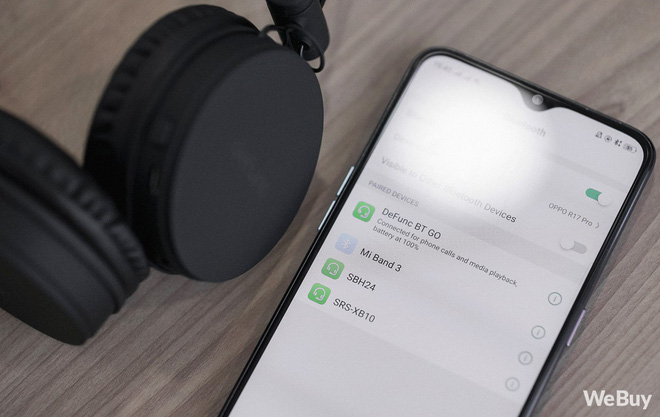 Bluetooth
OPPO R17 Pro
Visible to Other Bluetooth Devices
PAIRED DEVICES
DeFunc BT GO
Connected for phone calls and media playback,
battery at 100%
Mi Band 3
SBH24
SRS-XB10
WeBuy